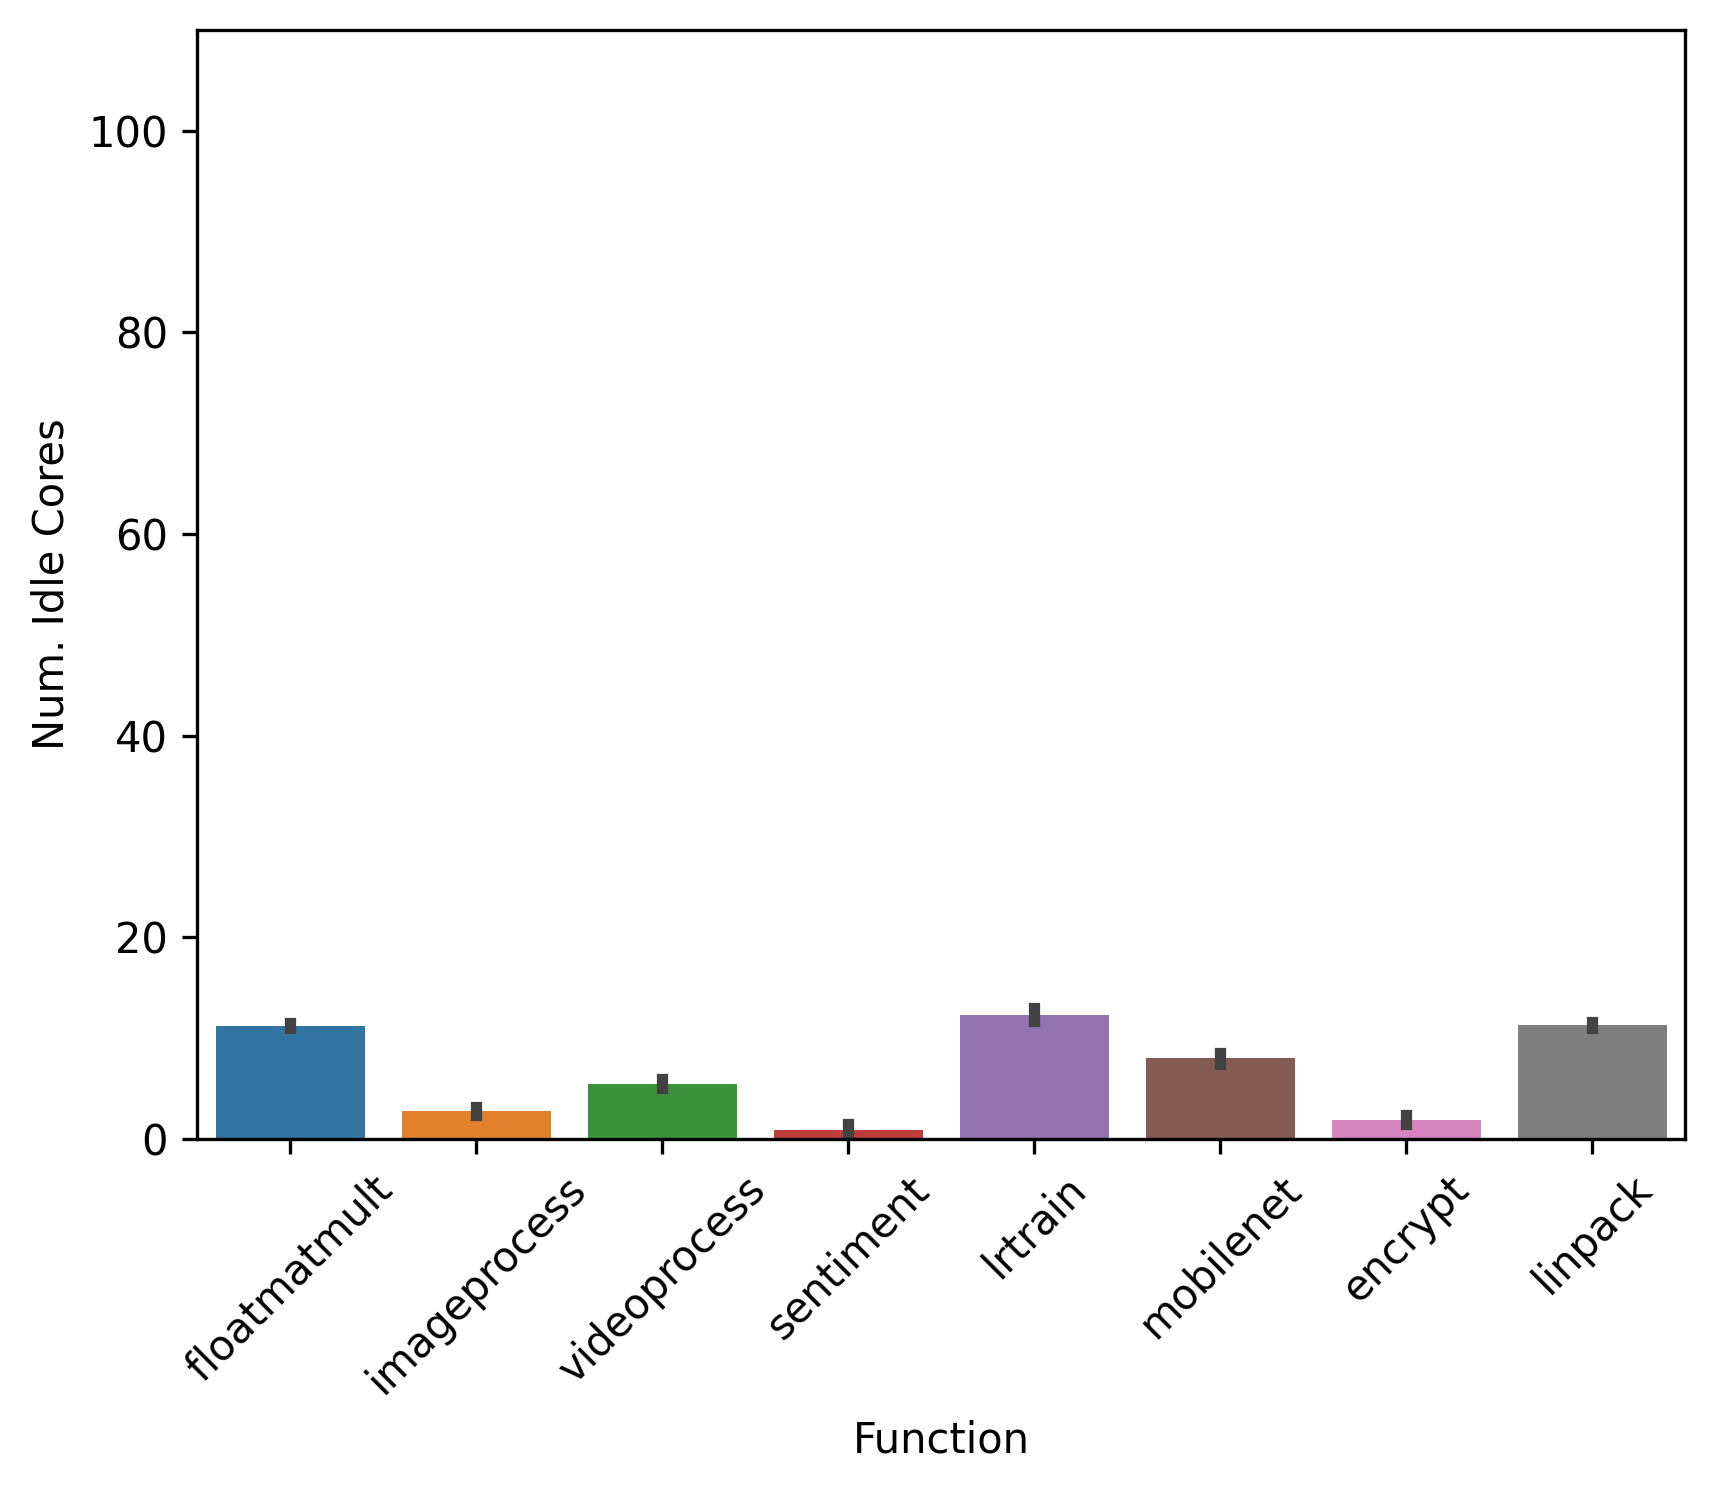 100
80
60
40
20
0
Num. Idle Cores
floatmatmult
imageprocess
videoprocess
sentiment
lrtrain
mobilenet
encrypt
linpack
Function